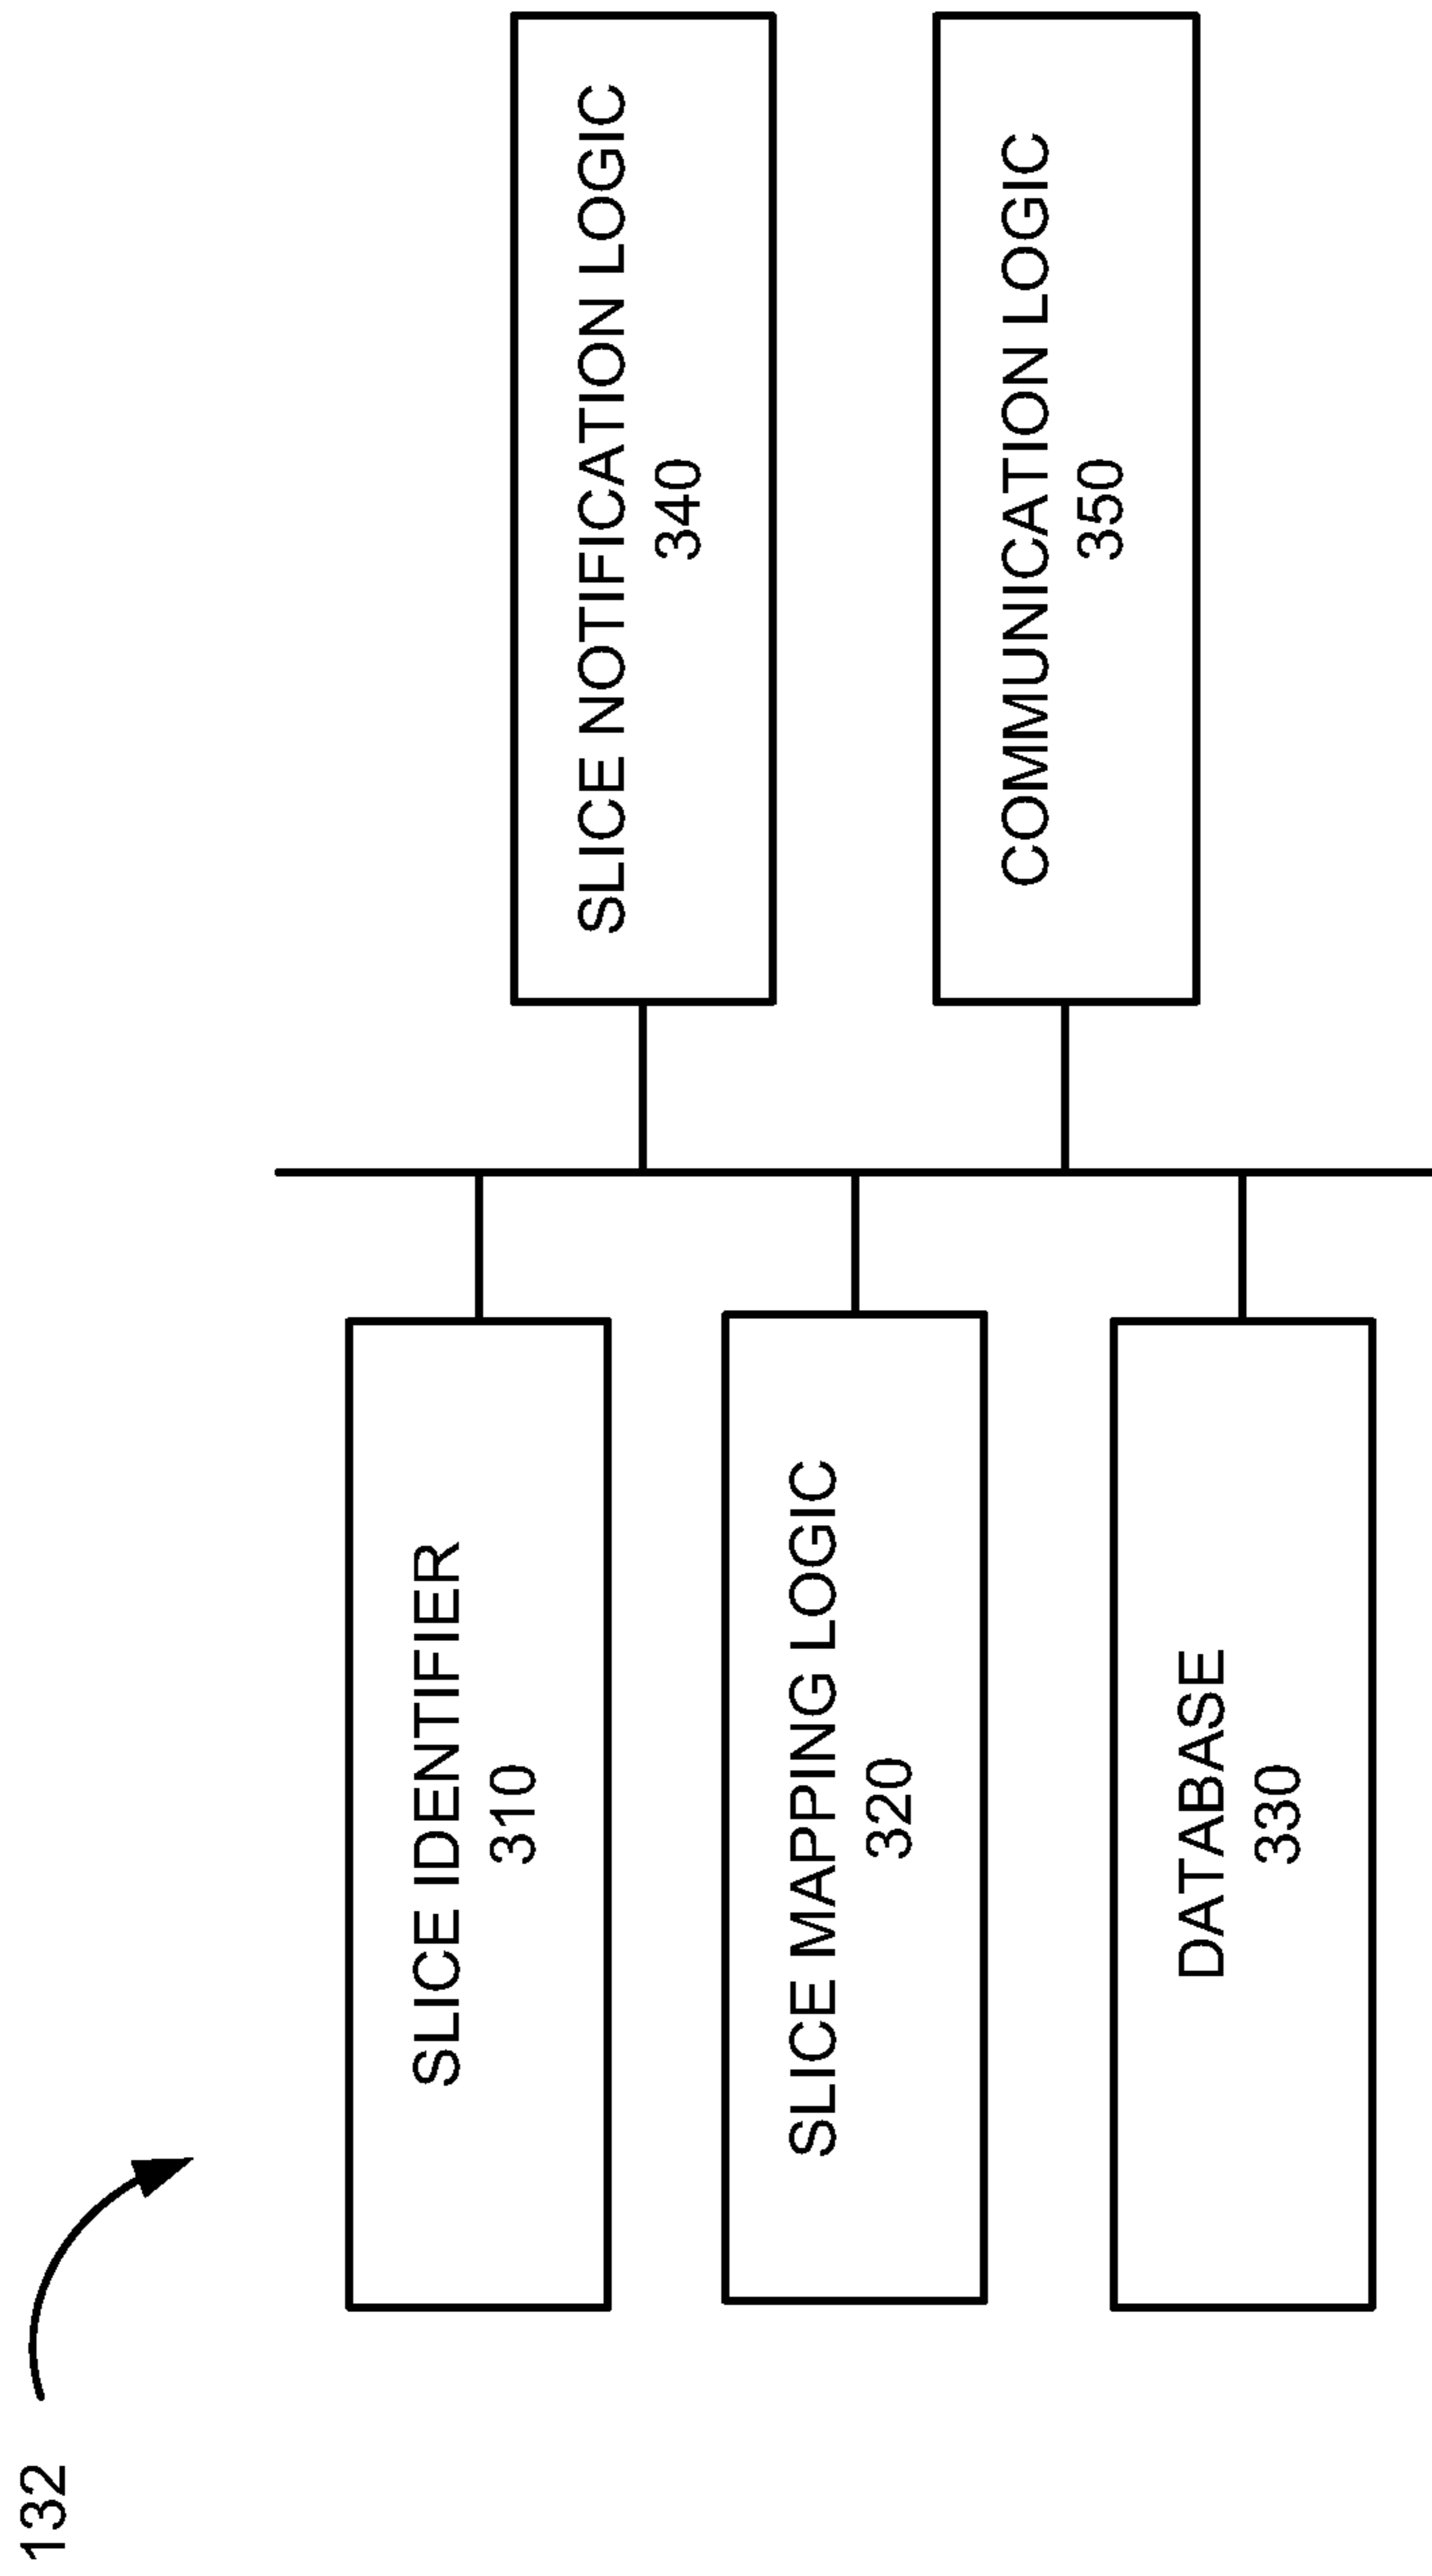 132
SLICE IDENTIFIER
310
SLICE MAPPING LOGIC
320
DATABASE
330
SLICE NOTIFICATION LOGIC
340
COMMUNICATION LOGIC
350